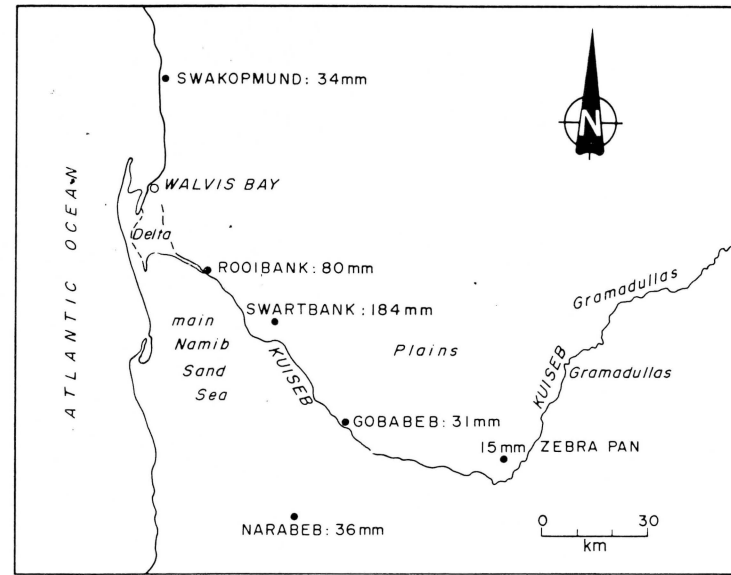 N
SWAKOPMUND: 34mm
ATLANTIC OCEAN
WALVIS BAY
Delta
ROOIBANK: 80mm
Gramadullas
SWARTBANK: 184mm
main
Namib
Sand
Sea
Plains
KUISEB
KUISEB
Gramadullas
GOBABEB: 31mm
15mm ZEBRA PAN
NARABEB: 36mm
0 30
km